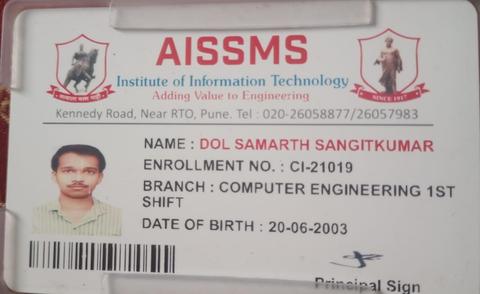 AISSMS
Institute of Information Technology
Adding Value to Engineering
SINCE 1917
Kennedy Road, Near RTO, Pune. Tel : 020-26058877/26057983
NAME : DOL SAMARTH SANGITKUMAR
ENROLLMENT NO. : CI-21019
BRANCH : COMPUTER ENGINEERING 1ST
SHIFT
DATE OF BIRTH : 20-06-2003
Principal Sign